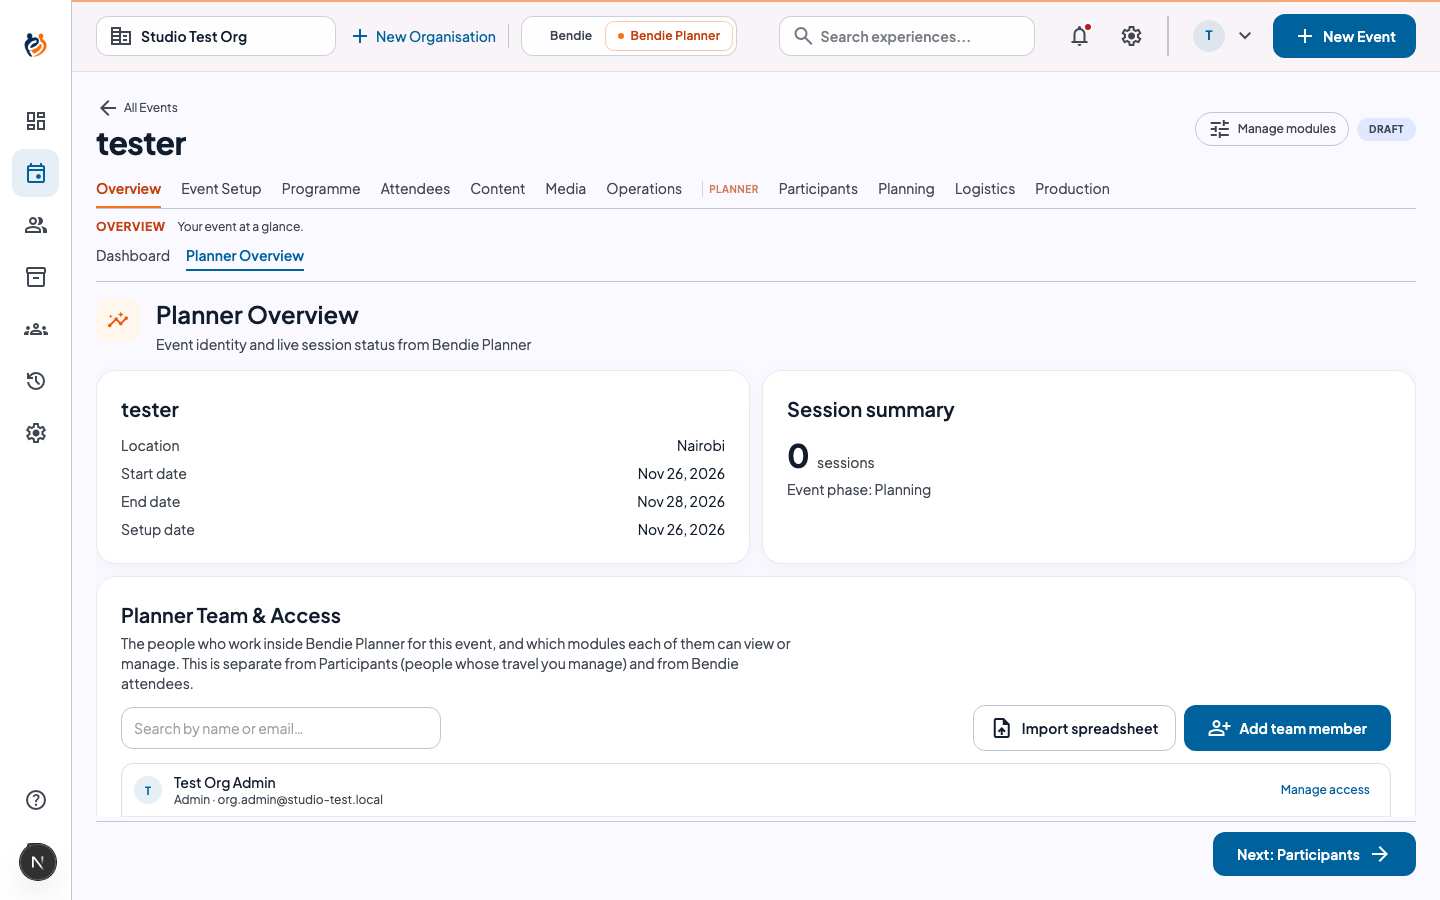 Studio Test Org
New Organisation
Bendie
Bendie Planner
Search experiences...
T
New Event
All Events
tester
Manage modules
DRAFT
Overview
Event Setup
Programme
Attendees
Content
Media
Operations
PLANNER
Participants
Planning
Logistics
Production
OVERVIEW Your event at a glance.
Dashboard
Planner Overview
Planner Overview
Event identity and live session status from Bendie Planner
tester
Location Nairobi
Start date Nov 26, 2026
End date Nov 28, 2026
Setup date Nov 26, 2026
Session summary
0 sessions
Event phase: Planning
Planner Team & Access
The people who work inside Bendie Planner for this event, and which modules each of them can view or
manage. This is separate from Participants (people whose travel you manage) and from Bendie
attendees.
Search by name or email...
Import spreadsheet
Add team member
T
Test Org Admin
Admin · org.admin@studio-test.local
Manage access
N
Next: Participants